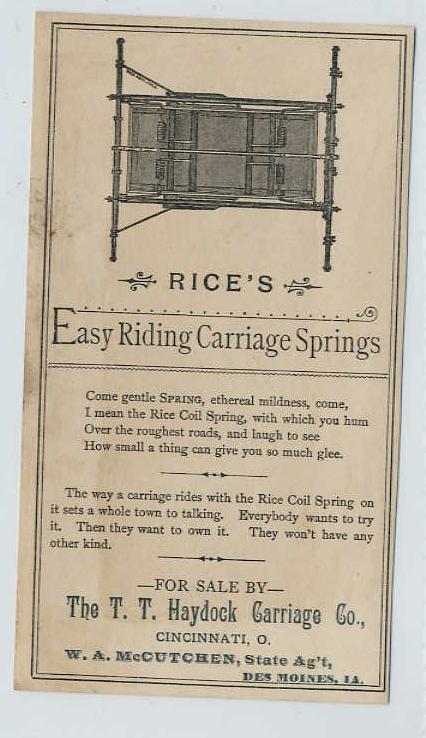 RICE'S
Easy Riding Carriage Springs
Come gentle SPRING, ethereal mildness, come,
I mean the Rice Coil Spring, with which you hum
Over the roughest roads, and laugh to see
How small a thing can give you so much glee.
The way a carriage rides with the Rice Coil Spring on
it sets a whole town to talking. Everybody wants to try
it. Then they want to own it. They won't have any
other kind.
—FOR SALE BY—
The T. T. Haydock Carriage Co.,
CINCINNATI, O.
W. A. McCUTCHEN, State Ag't,
DES MOINES, IA.